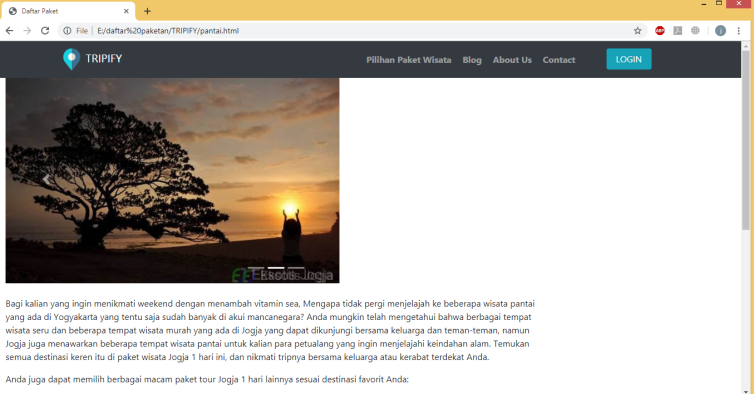 Daftar Paket
File | E:/daftar%20paketan/TRIPIFY/pantai.html
ABP
j
TRIPIFY
Pilihan Paket Wisata Blog About Us Contact LOGIN
Eksotis Jogja
Bagi kalian yang ingin menikmati weekend dengan menambah vitamin sea, Mengapa tidak pergi menjelajah ke beberapa wisata pantai
yang ada di Yogyakarta yang tentu saja sudah banyak di akui mancanegara? Anda mungkin telah mengetahui bahwa berbagai tempat
wisata seru dan beberapa tempat wisata murah yang ada di Jogja yang dapat dikunjungi bersama keluarga dan teman-teman, namun
Jogja juga menawarkan beberapa tempat wisata pantai untuk kalian para petualang yang ingin menjelajahi keindahan alam. Temukan
semua destinasi keren itu di paket wisata Jogja 1 hari ini, dan nikmati tripnya bersama keluarga atau kerabat terdekat Anda.
Anda juga dapat memilih berbagai macam paket tour Jogja 1 hari lainnya sesuai destinasi favorit Anda: